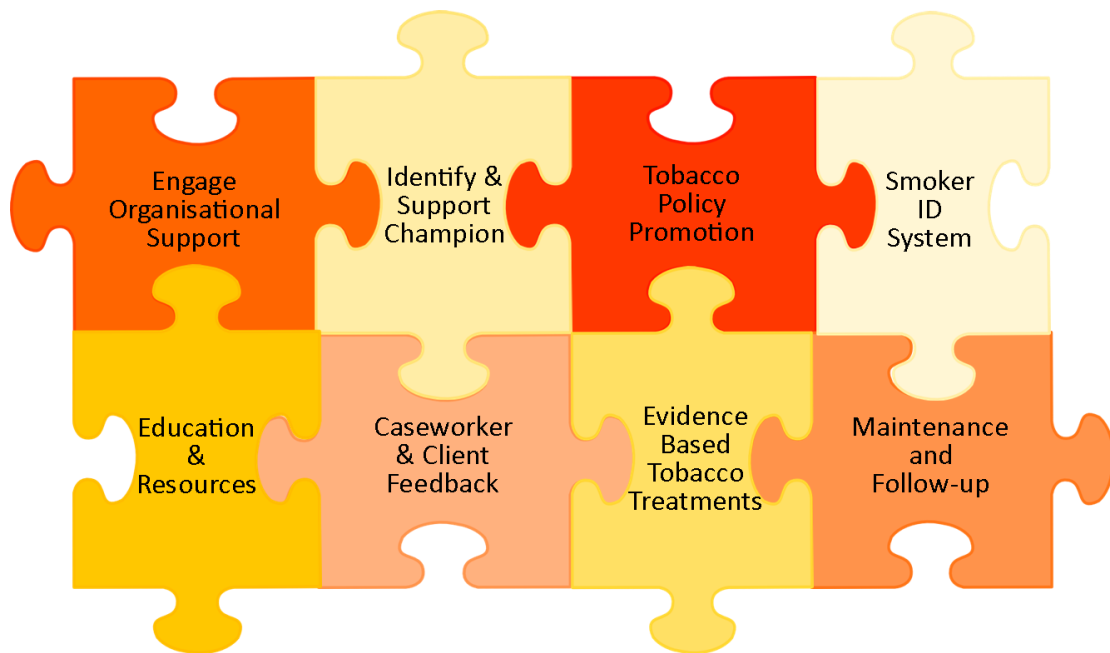 Engage
Organisational
Support
Identify &
Support
Champion
Tobacco
Policy
Promotion
Smoker
ID
System
Education
&
Resources
Caseworker
& Client
Feedback
Evidence
Based
Tobacco
Treatments
Maintenance
and
Follow-up